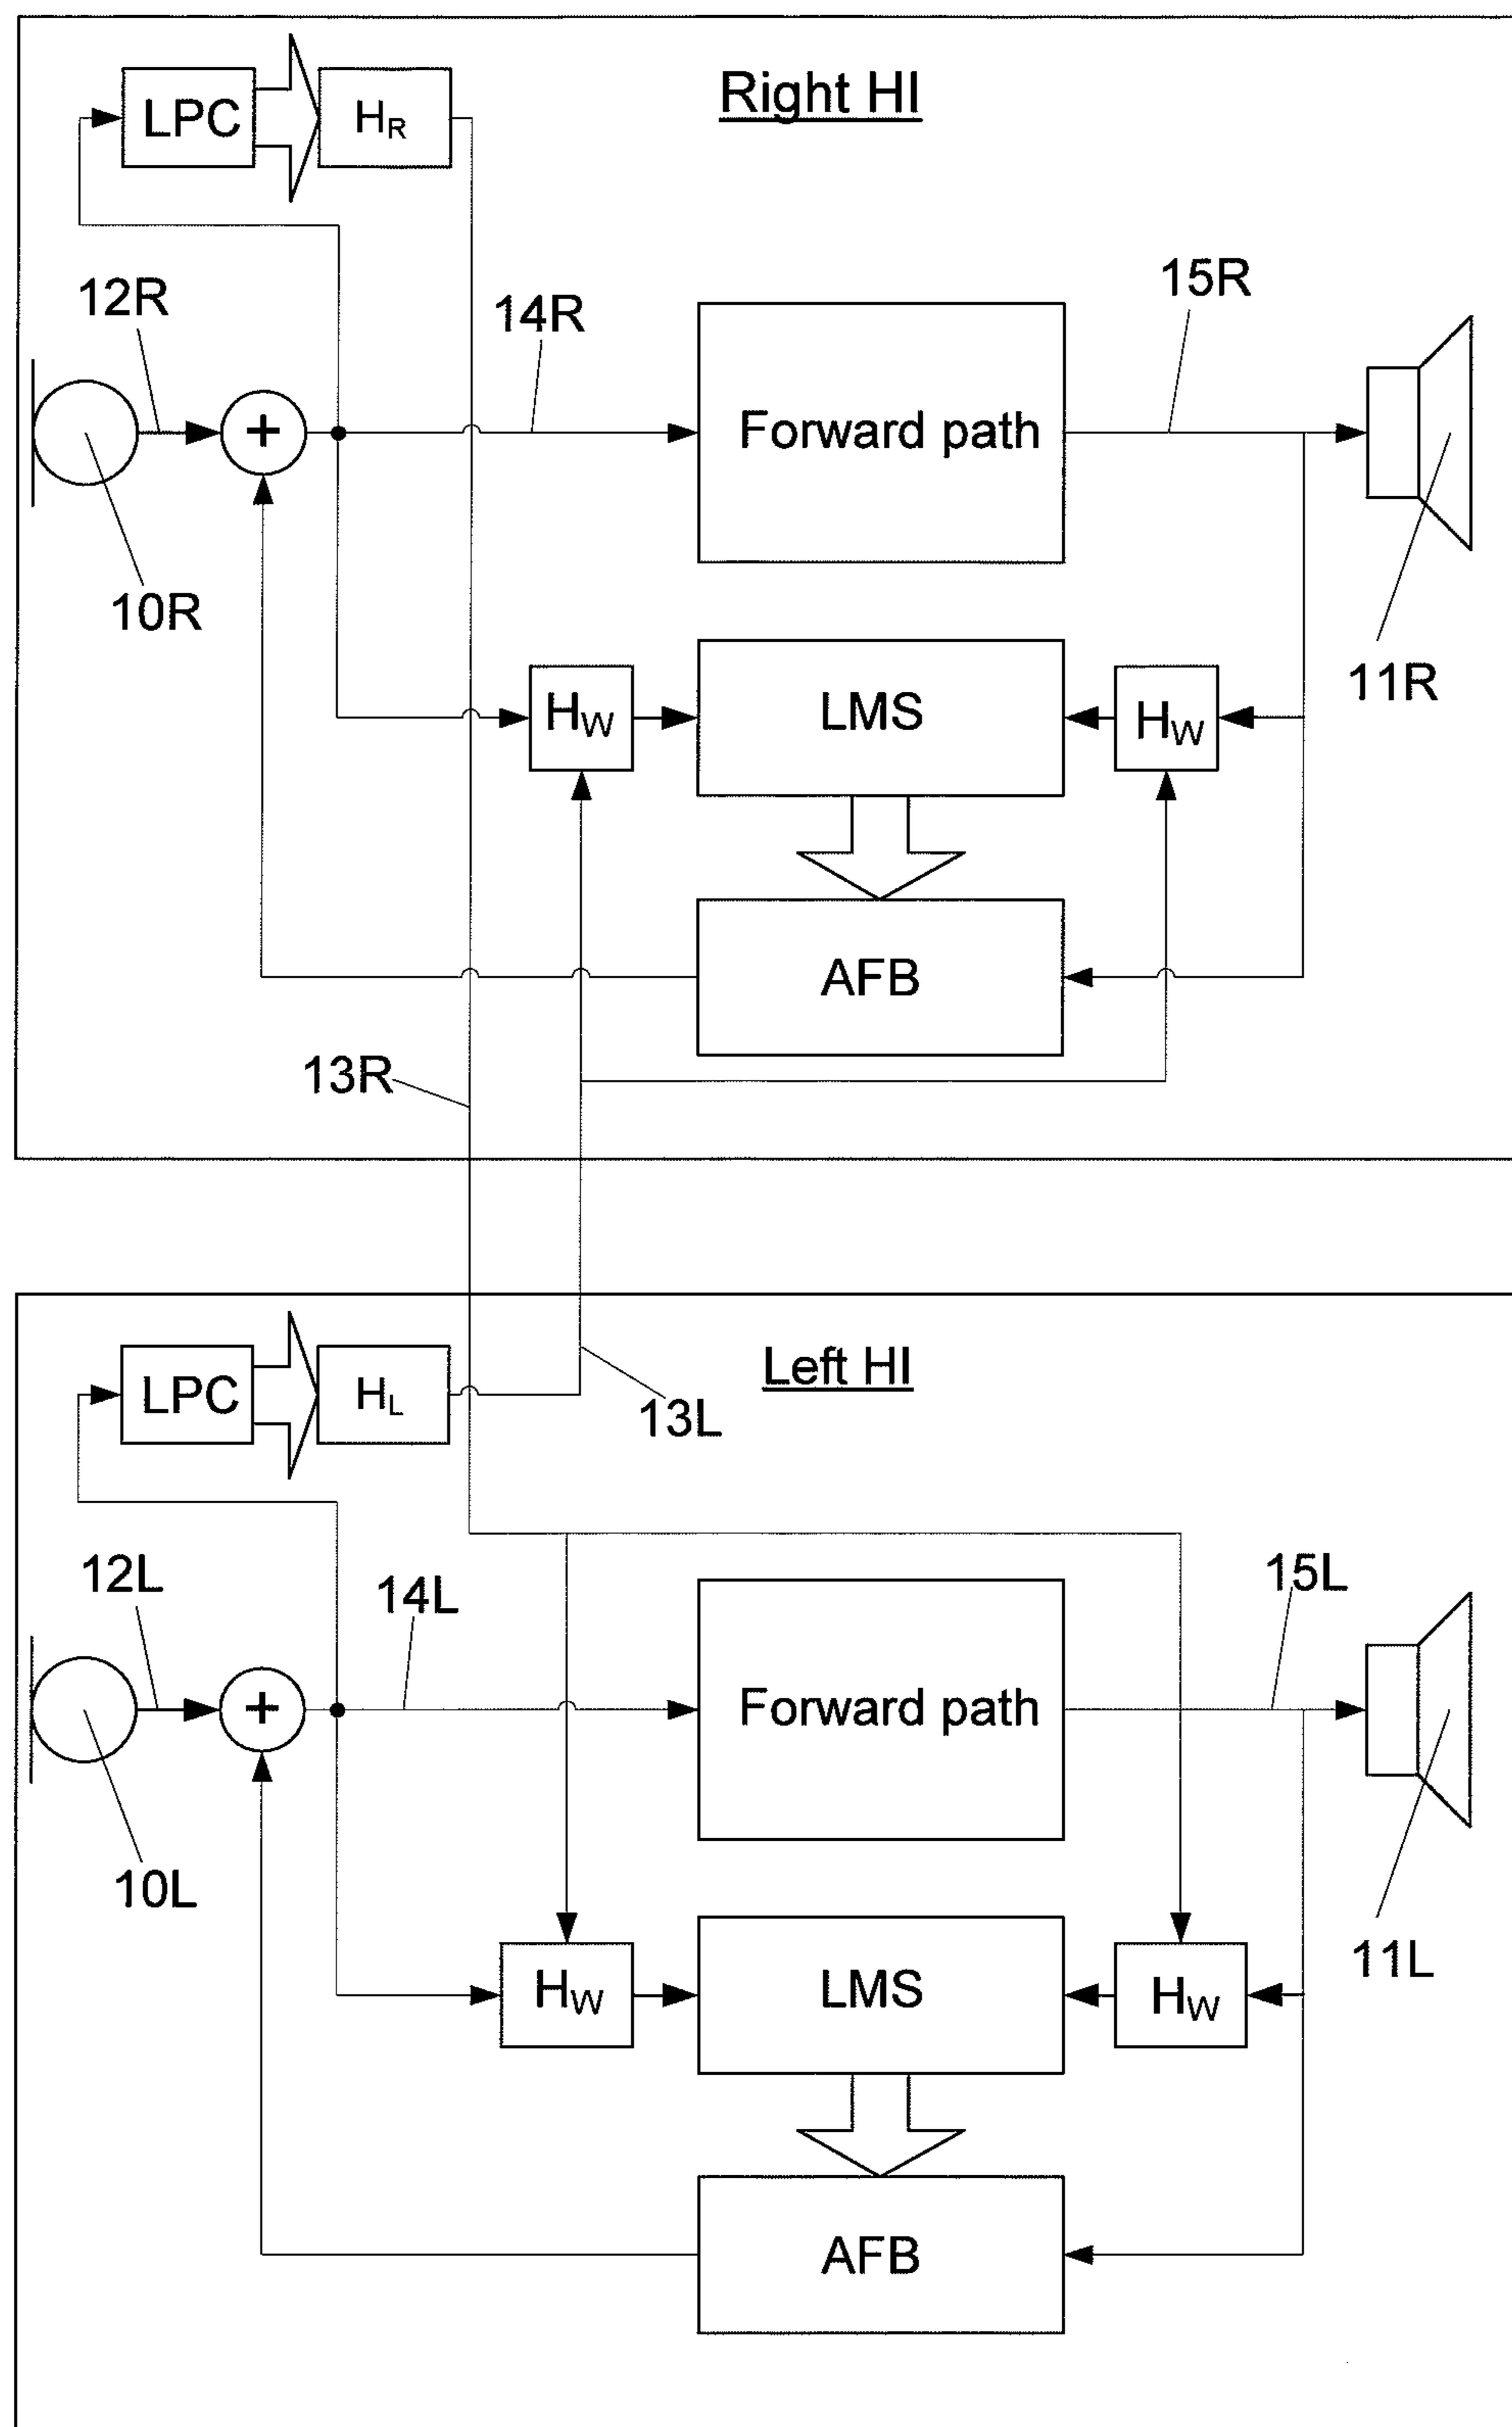 Right HI
LPC
HR
12R
14R
15R
+
Forward path
10R
11R
HW
LMS
HW
AFB
13R
Left HI
LPC
HL
13L
12L
14L
15L
+
Forward path
10L
11L
HW
LMS
HW
AFB